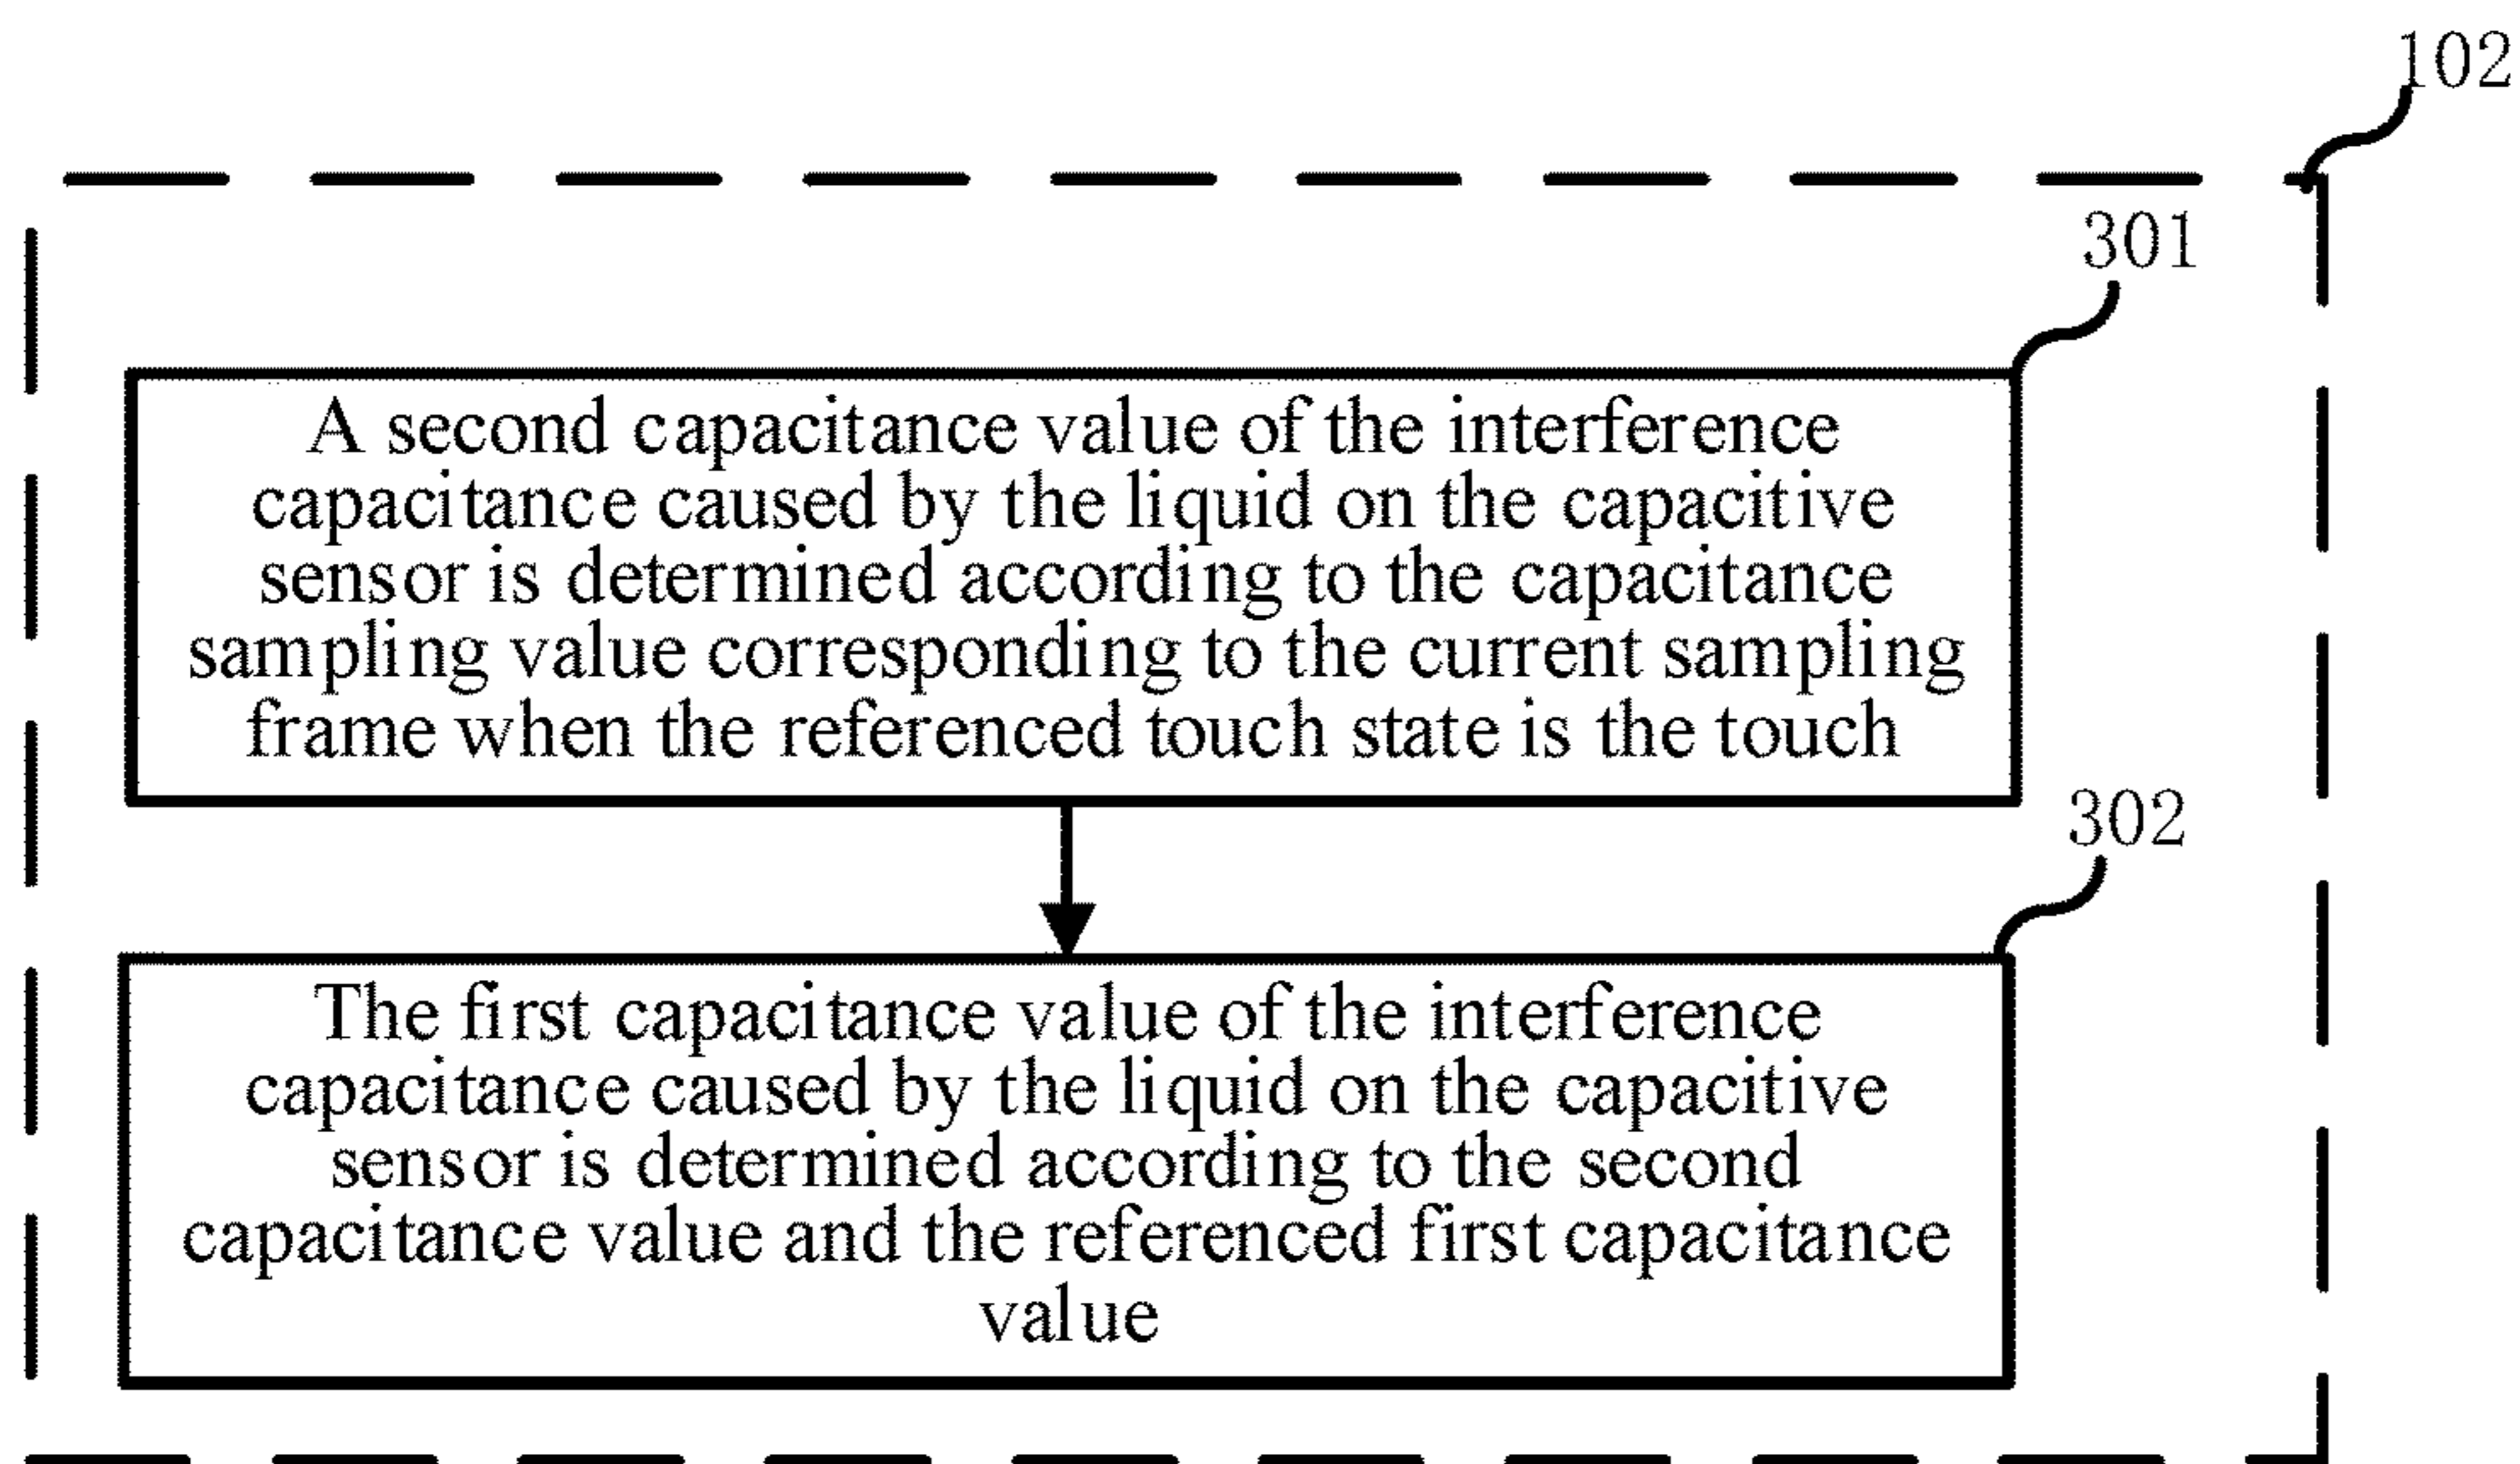 102
301
A second capacitance value of the interference
capacitance caused by the liquid on the capacitive
sensor is determined according to the capacitance
sampling value corresponding to the current sampling
frame when the referenced touch state is the touch
302
The first capacitance value of the interference
capacitance caused by the liquid on the capacitive
sensor is determined according to the second
capacitance value and the referenced first capacitance
value